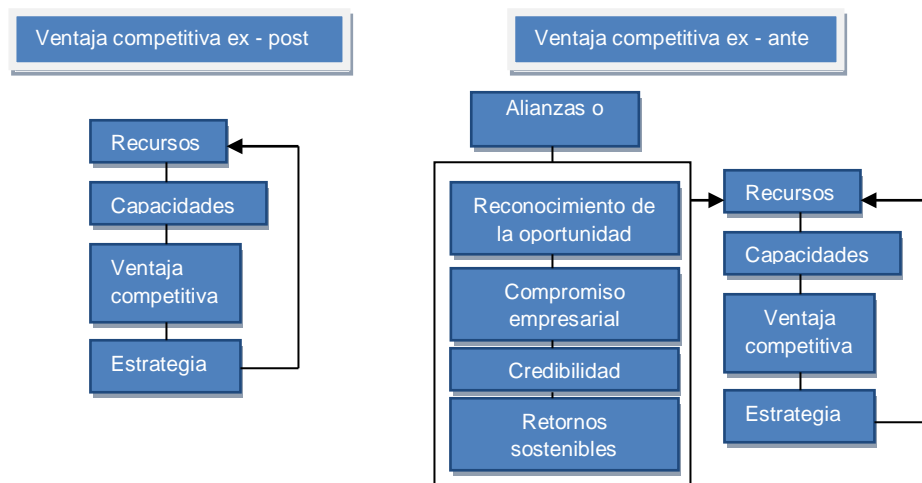 Ventaja competitiva ex - post
Recursos
Capacidades
Ventaja
competitiva
Estrategia
Ventaja competitiva ex - ante
Alianzas o
Reconocimiento de
la oportunidad
Compromiso
empresarial
Credibilidad
Retornos
sostenibles
Recursos
Capacidades
Ventaja
competitiva
Estrategia